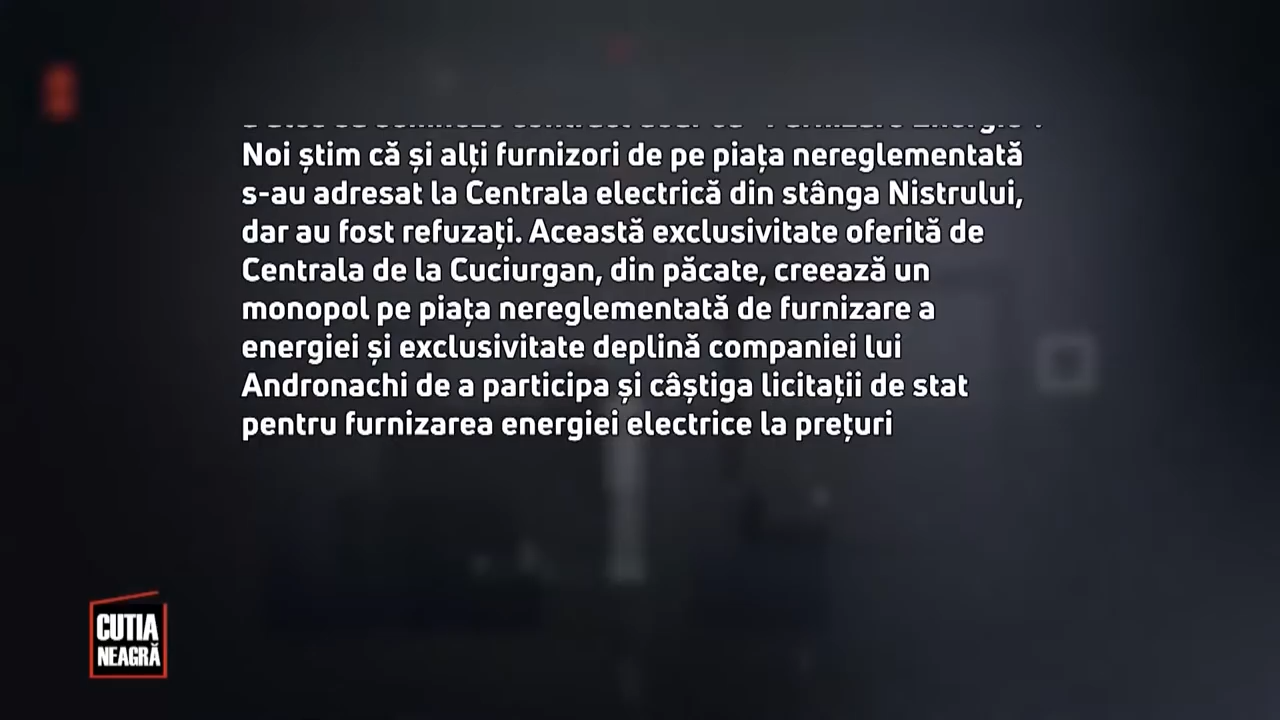 Noi știm că și alți furnizori de pe piața nereglementată
s-au adresat la Centrala electrică din stânga Nistrului,
dar au fost refuzați. Această exclusivitate oferită de
Centrala de la Cuciurgan, din păcate, creează un
monopol pe piața nereglementată de furnizare a
energiei și exclusivitate deplină companiei lui
Andronachi de a participa și câștiga licitații de stat
pentru furnizarea energiei electrice la prețuri
CUTIA
NEAGRĂ